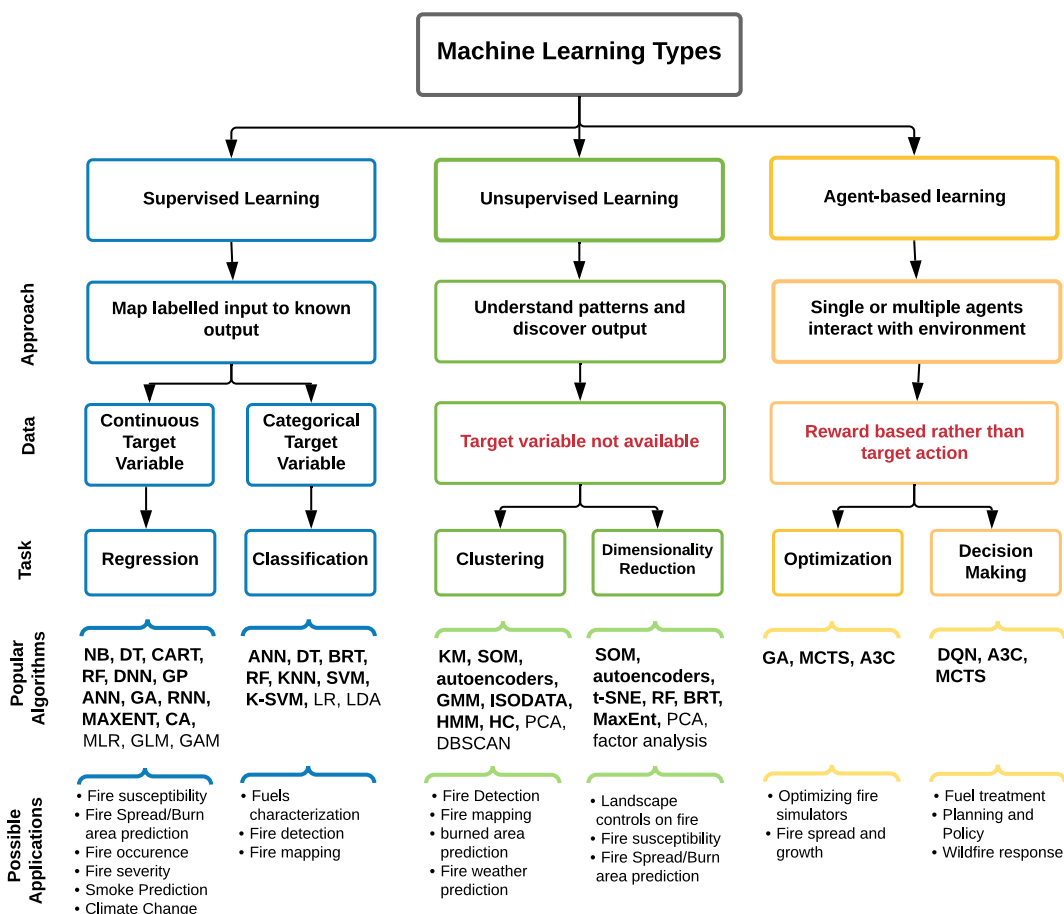 Machine Learning Types
Supervised Learning
Unsupervised Learning
Agent-based learning
Approach
Map labelled input to known
output
Understand patterns and
discover output
Single or multiple agents
interact with environment
Data
Continuous
Target
Variable
Categorical
Target
Variable
Target variable not available
Reward based rather than
target action
Task
Regression
Classification
Clustering
Dimensionality
Reduction
Optimization
Decision
Making
Popular
Algorithms
NB, DT, CART,
RF, DNN, GP
ANN, GA, RNN,
MAXENT, CA,
MLR, GLM, GAM
ANN, DT, BRT,
RF, KNN, SVM,
K-SVM, LR, LDA
KM, SOM,
autoencoders,
GMM, ISODATA,
HMM, HC, PCA,
DBSCAN
SOM,
autoencoders,
t-SNE, RF, BRT,
MaxEnt, PCA,
factor analysis
GA, MCTS, A3C
DQN, A3C,
MCTS
Possible
Applications
• Fire susceptibility
• Fire Spread/Burn
area prediction
• Fire occurence
• Fire severity
• Smoke Prediction
• Climate Change
• Fuels
characterization
• Fire detection
• Fire mapping
• Fire Detection
• Fire mapping
• burned area
prediction
• Fire weather
prediction
• Landscape
controls on fire
• Fire susceptibility
• Fire Spread/Burn
area prediction
• Optimizing fire
simulators
• Fire spread and
growth
• Fuel treatment
• Planning and
Policy
• Wildfire response